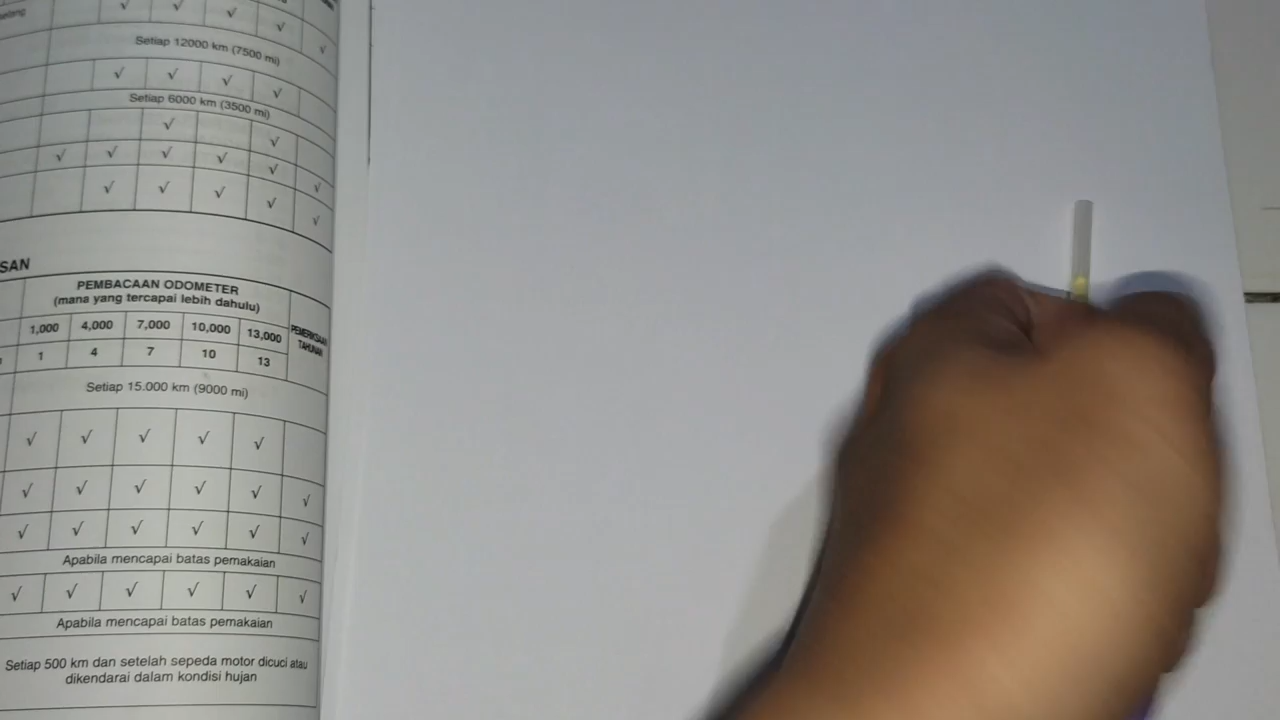 √ √ √ √ √
Setiap 12000 km (7500 mi)
√ √ √ √
Setiap 6000 km (3500 mi)
√ √
√ √ √ √ √ √
√ √ √ √ √
SAN
PEMBACAAN ODOMETER
(mana yang tercapai lebih dahulu)
PEMERIKSAAN
TAHUNAN
1,000 4,000 7,000 10,000 13,000
1 4 7 10 13
Setiap 15.000 km (9000 mi)
√ √ √ √ √
√ √ √ √ √ √
√ √ √ √ √ √
Apabila mencapai batas pemakaian
√ √ √ √ √ √
Apabila mencapai batas pemakaian
Setiap 500 km dan setelah sepeda motor dicuci atau
dikendarai dalam kondisi hujan